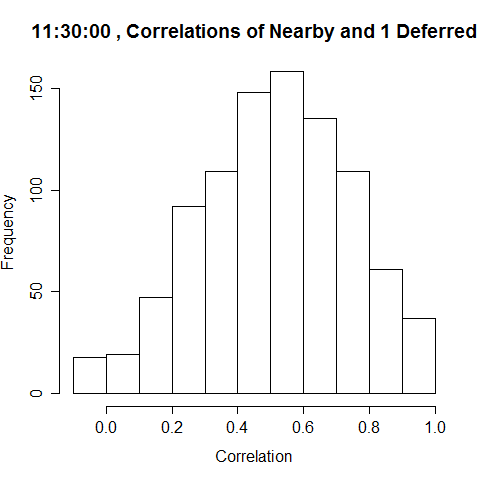 11:30:00 , Correlations of Nearby and 1 Deferred
150
100
50
0
Frequency
0.0 0.2 0.4 0.6 0.8 1.0
Correlation